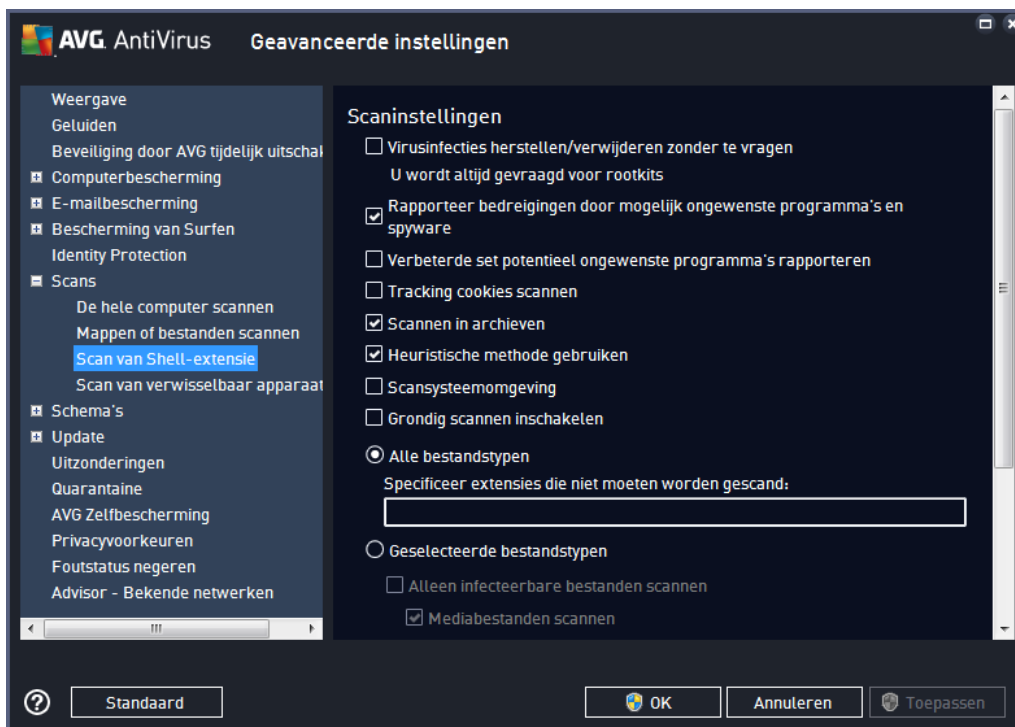 AVG. AntiVirus Geavanceerde instellingen
Weergave
Geluiden
Beveiliging door AVG tijdelijk
Computerbescherming
E-mailbescherming
Bescherming van Surfen
Identity Protection
Scans
De hele computer scannen
Mappen of bestanden scannen
Scan van Shell-extensie
Scan van verwisselbaar apparaat
Schema's
Update
Uitzonderingen
Quarantaine
AVG Zelfbescherming
Privacyvoorkeuren
Foutstatus negeren
Advisor - Bekende netwerken
Scaninstellingen
Virusinfecties herstellen/verwijderen zonder te vragen
U wordt altijd gevraagd voor rootkits
Rapporteer bedreigingen door mogelijk ongewenste programma's en
spyware
Verbeterde set potentieel ongewenste programma's rapporteren
Tracking cookies scannen
Scannen in archieven
Heuristische methode gebruiken
Scansysteemomgeving
Grondig scannen inschakelen
Alle bestandstypen
Specificeer extensies die niet moeten worden gescand:
Geselecteerde bestandstypen
Alleen infecteerbare bestanden scannen
Mediabestanden scannen
? Standaard OK Annuleren Toepassen